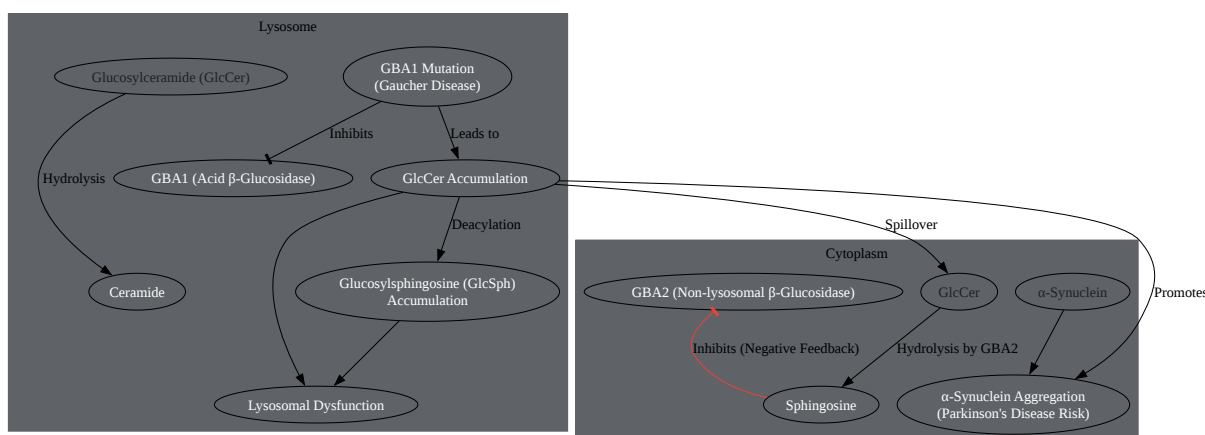 Lysosome
Glucosylceramide (GlcCer)
GBA1 Mutation
(Gaucher Disease)
Inhibits
Leads to
Hydrolysis
GBA1 (Acid β-Glucosidase)
GlcCer Accumulation
Deacylation
Spillover
Ceramide
Glucosylsphingosine (GlcSph)
Accumulation
Lysosomal Dysfunction
Cytoplasm
GBA2 (Non-lysosomal β-Glucosidase)
GlcCer
α-Synuclein
Promotes
Inhibits (Negative Feedback)
Hydrolysis by GBA2
Sphingosine
α-Synuclein Aggregation
(Parkinson's Disease Risk)